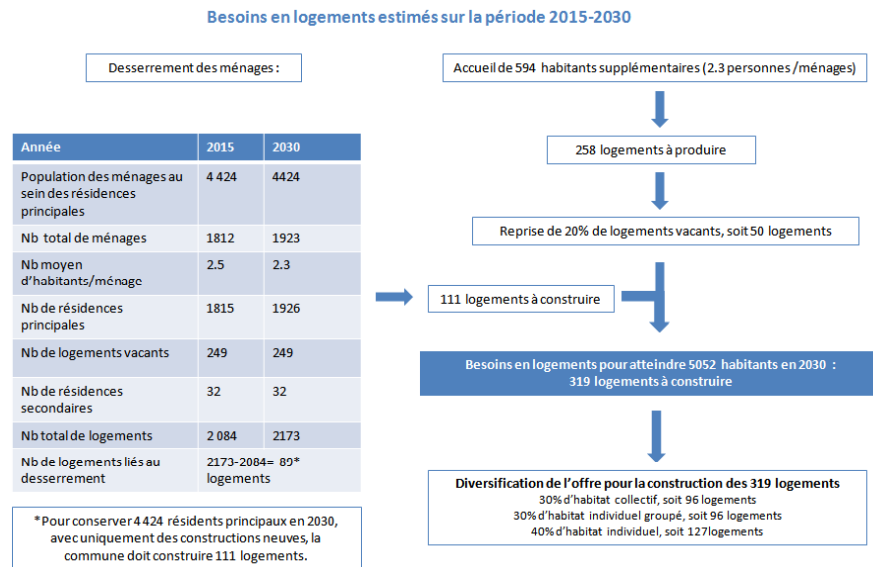 Besoins en logements estimés sur la période 2015-2030
Desserrement des ménages :
Année 2015 2030
Population des ménages au 4 424 4424
sein des résidences
principales
Nb total de ménages 1812 1923
Nb moyen 2.5 2.3
d'habitants/ménage
Nb de résidences 1815 1926
principales
Nb de logements vacants 249 249
Nb de résidences 32 32
secondaires
Nb total de logements 2 084 2173
Nb de logements liés au 2173-2084= 89*
desserrement logements
*Pour conserver 4 424 résidents principaux en 2030,
avec uniquement des constructions neuves, la
commune doit construire 111 logements.
Accueil de 594 habitants supplémentaires (2.3 personnes /ménages)
258 logements à produire
Reprise de 20% de logements vacants, soit 50 logements
111 logements à construire
Besoins en logements pour atteindre 5052 habitants en 2030 :
319 logements à construire
Diversification de l'offre pour la construction des 319 logements
30% d'habitat collectif, soit 96 logements
30% d'habitat individuel groupé, soit 96 logements
40% d'habitat individuel, soit 127logements